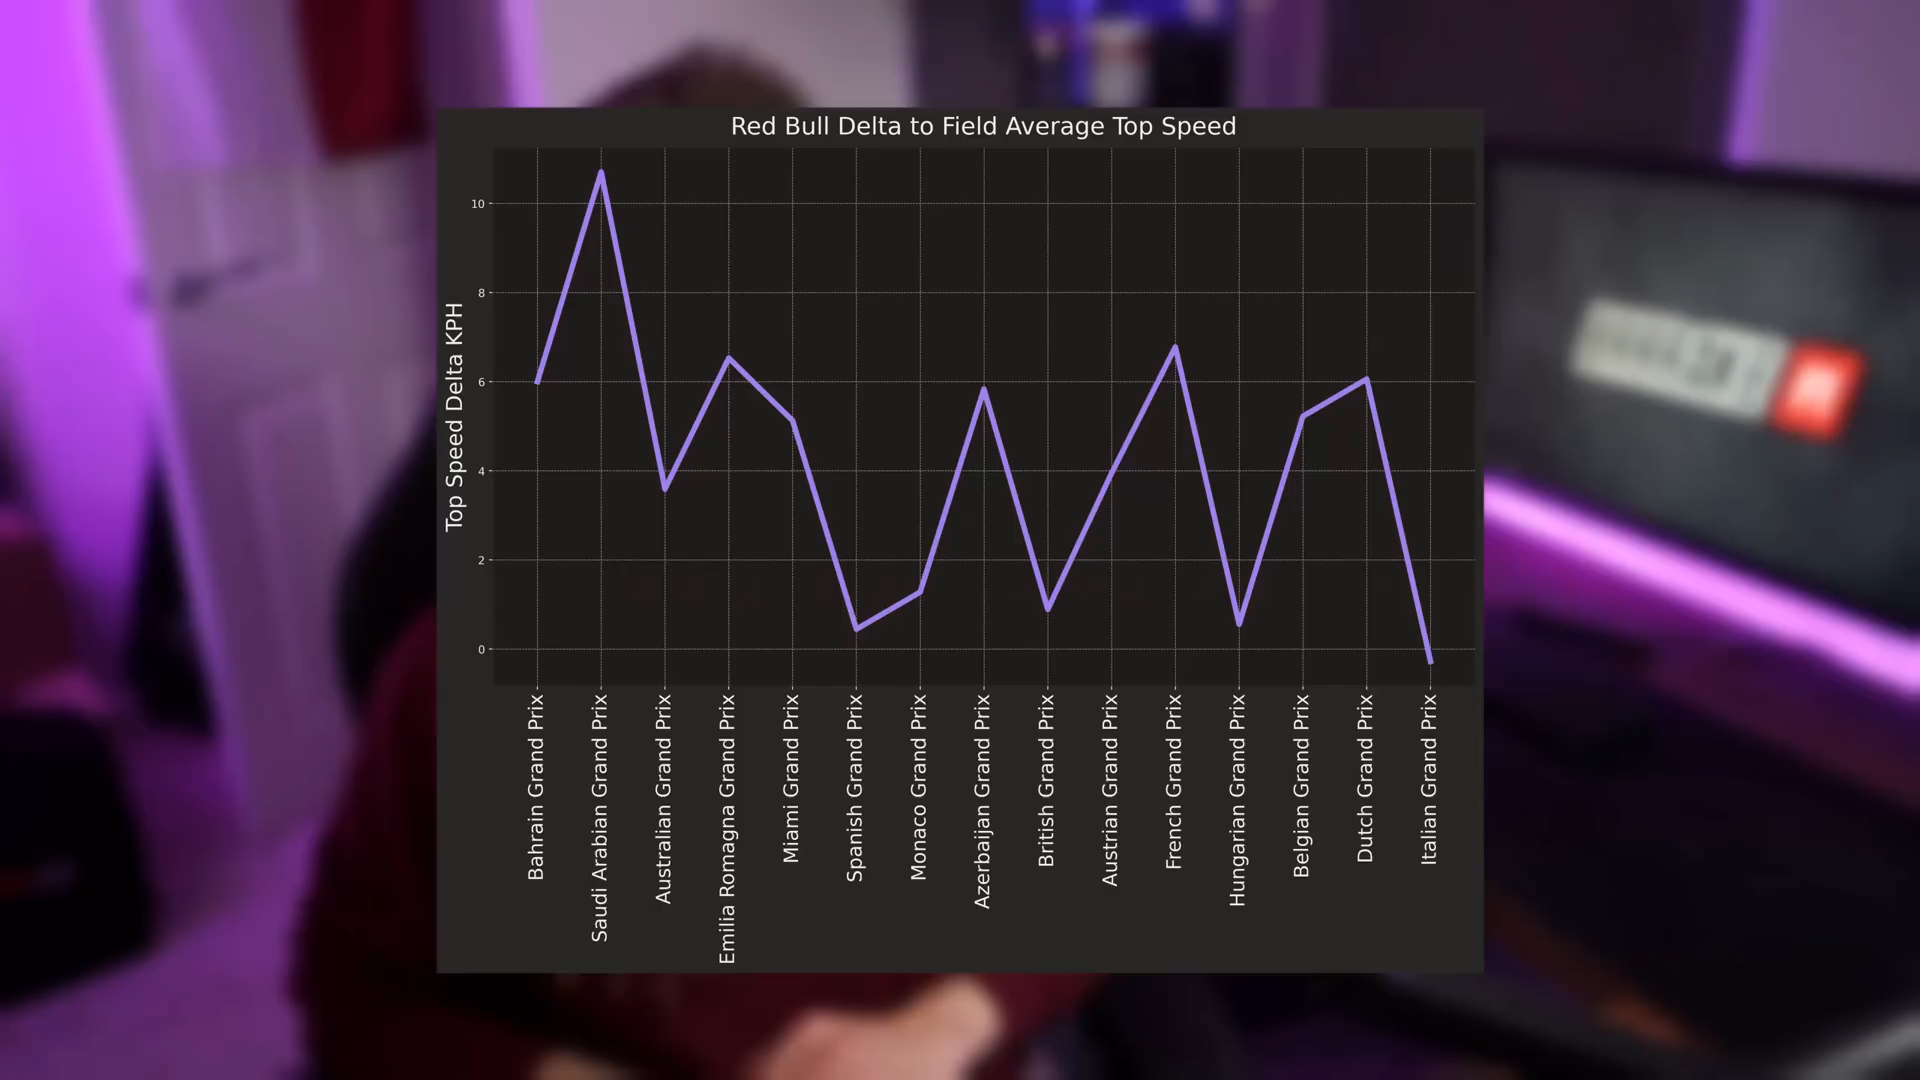 Red Bull Delta to Field Average Top Speed
Top Speed Delta KPH
10
8
6
4
2
0
Bahrain Grand Prix
Saudi Arabian Grand Prix
Australian Grand Prix
Emilia Romagna Grand Prix
Miami Grand Prix
Spanish Grand Prix
Monaco Grand Prix
Azerbaijan Grand Prix
British Grand Prix
Austrian Grand Prix
French Grand Prix
Hungarian Grand Prix
Belgian Grand Prix
Dutch Grand Prix
Italian Grand Prix